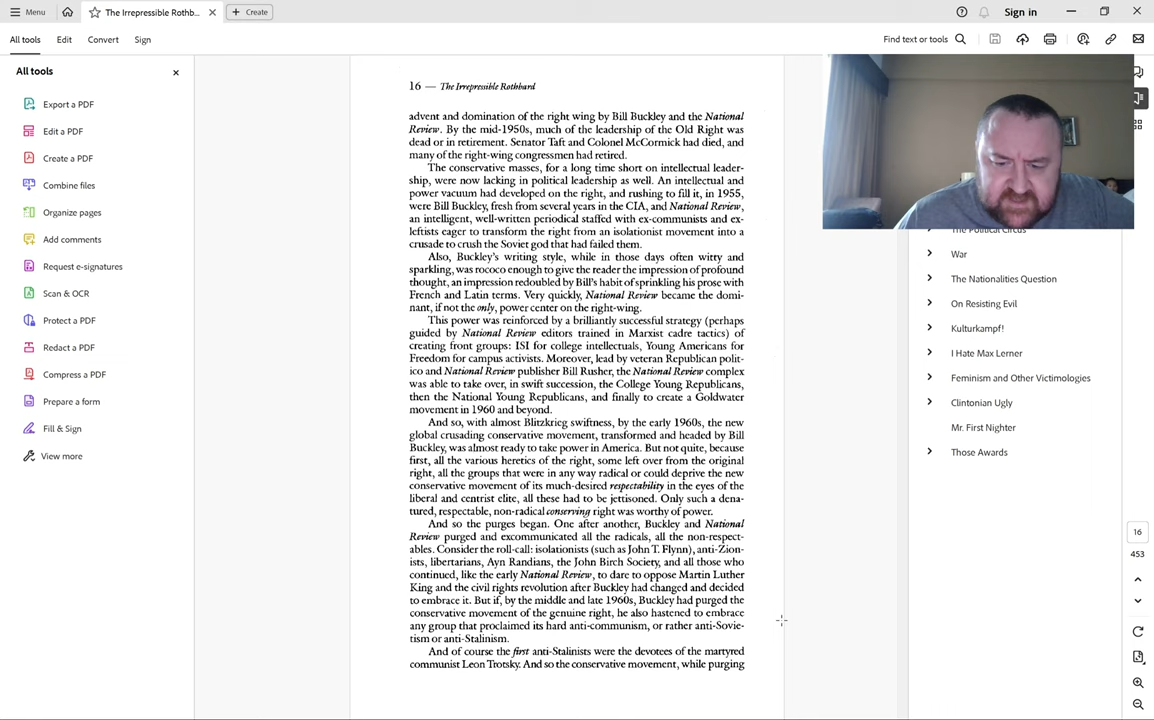 Menu
The Irrepressible Rothb...
Create
Sign in
All tools
Edit
Convert
Sign
Find text or tools
All tools
Export a PDF
Edit a PDF
Create a PDF
Combine files
Organize pages
Add comments
Request e-signatures
Scan & OCR
Protect a PDF
Redact a PDF
Compress a PDF
Prepare a form
Fill & Sign
View more
16 — The Irrepressible Rothbard
advent and domination of the right wing by Bill Buckley and the National
Review. By the mid-1950s, much of the leadership of the Old Right was
dead or in retirement. Senator Taft and Colonel McCormick had died, and
many of the right-wing congressmen had retired.
The conservative masses, for a long time short on intellectual leader-
ship, were now lacking in political leadership as well. An intellectual and
power vacuum had developed on the right, and rushing to fill it, in 1955,
were Bill Buckley, fresh from several years in the CIA, and National Review,
an intelligent, well-written periodical staffed with ex-communists and ex-
leftists eager to transform the right from an isolationist movement into a
crusade to crush the Soviet god that had failed them.
Also, Buckley's writing style, while in those days often witty and
sparkling, was rococo enough to give the reader the impression of profound
thought, an impression redoubled by Bill's habit of sprinkling his prose with
French and Latin terms. Very quickly, National Review became the domi-
nant, if not the only, power center on the right-wing.
This power was reinforced by a brilliantly successful strategy (perhaps
guided by National Review editors trained in Marxist cadre tactics) of
creating front groups: ISI for college intellectuals, Young Americans for
Freedom for campus activists. Moreover, lead by veteran Republican polit-
ico and National Review publisher Bill Rusher, the National Review complex
was able to take over, in swift succession, the College Young Republicans,
then the National Young Republicans, and finally to create a Goldwater
movement in 1960 and beyond.
And so, with almost Blitzkrieg swiftness, by the early 1960s, the new
global crusading conservative movement, transformed and headed by Bill
Buckley, was almost ready to take power in America. But not quite, because
first, all the various heretics of the right, some left over from the original
right, all the groups that were in any way radical or could deprive the new
conservative movement of its much-desired respectability in the eyes of the
liberal and centrist elite, all these had to be jettisoned. Only such a dena-
tured, respectable, non-radical conserving right was worthy of power.
And so the purges began. One after another, Buckley and National
Review purged and excommunicated all the radicals, all the non-respect-
ables. Consider the roll-call: isolationists (such as John T. Flynn), anti-Zion-
ists, libertarians, Ayn Randians, the John Birch Society, and all those who
continued, like the early National Review, to dare to oppose Martin Luther
King and the civil rights revolution after Buckley had changed and decided
to embrace it. But if, by the middle and late 1960s, Buckley had purged the
conservative movement of the genuine right, he also hastened to embrace
any group that proclaimed its hard anti-communism, or rather anti-Sovie-
tism or anti-Stalinism.
And of course the first anti-Stalinists were the devotees of the martyred
communist Leon Trotsky. And so the conservative movement, while purging
The Political Circus
War
The Nationalities Question
On Resisting Evil
Kulturkampf!
I Hate Max Lerner
Feminism and Other Victimologies
Clintonian Ugly
Mr. First Nighter
Those Awards
16
453